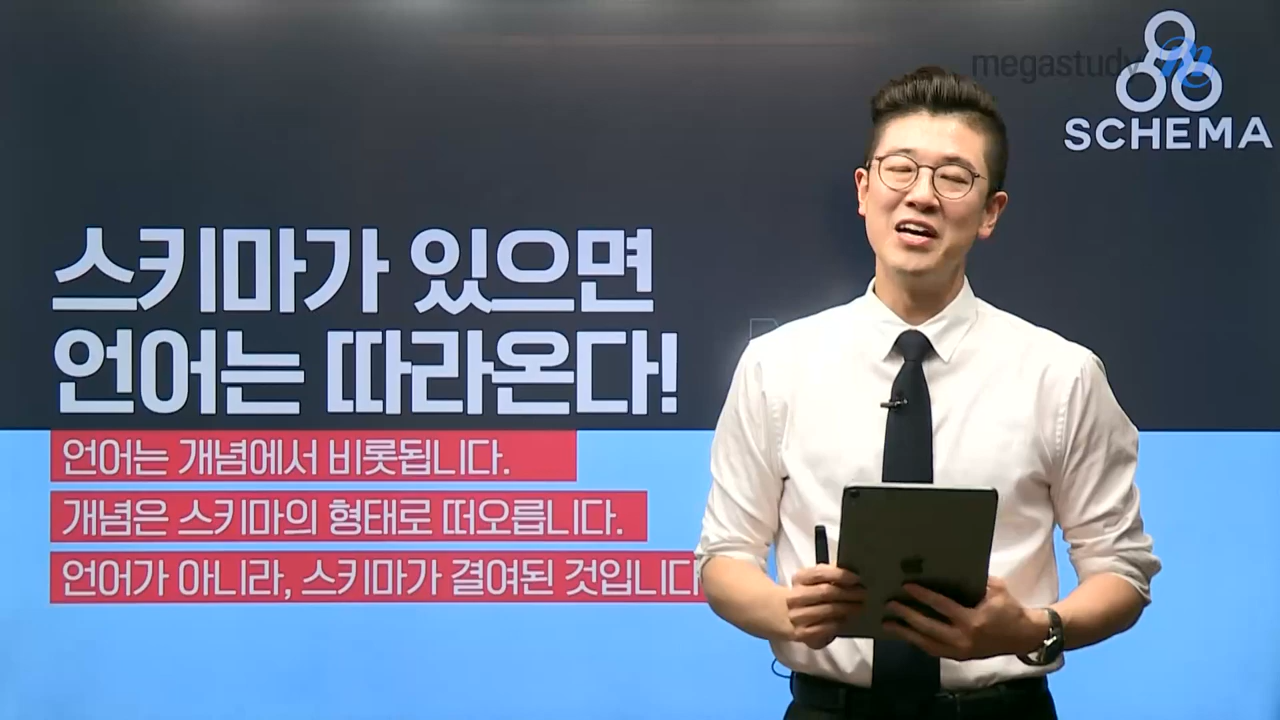 megastudy
SCHEMA
스키마가 있으면
언어는 따라온다!
언어는 개념에서 비롯됩니다.
개념은 스키마의 형태로 떠오릅니다.
언어가 아니라, 스키마가 결여된 것입니다